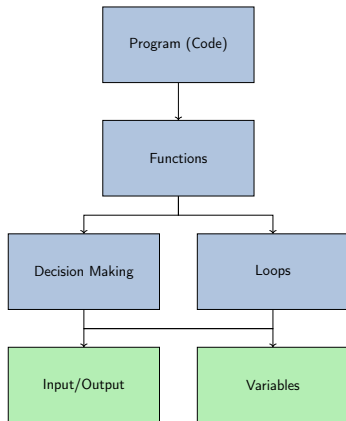 Program (Code)
Functions
Decision Making
Loops
Input/Output
Variables